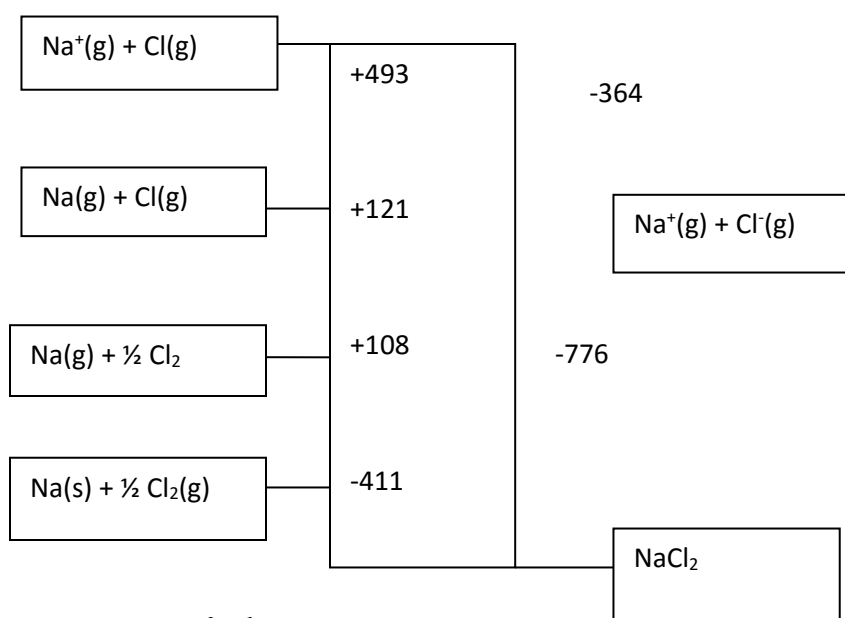 Na⁺(g) + Cl(g)
+493
-364
Na(g) + Cl(g)
+121
Na⁺(g) + Cl⁻(g)
Na(g) + ½ Cl₂
+108
-776
Na(s) + ½ Cl₂(g)
-411
NaCl₂